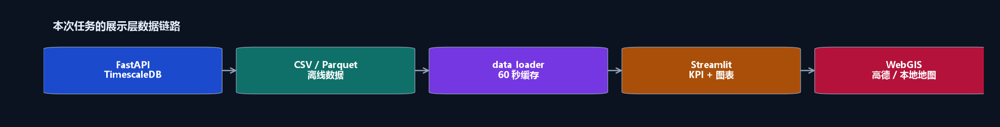 本次任务的展示层数据链路
FastAPI
TimescaleDB
CSV / Parquet
离线数据
data_loader
60 秒缓存
Streamlit
KPI + 图表
WebGIS
高德 / 本地地图